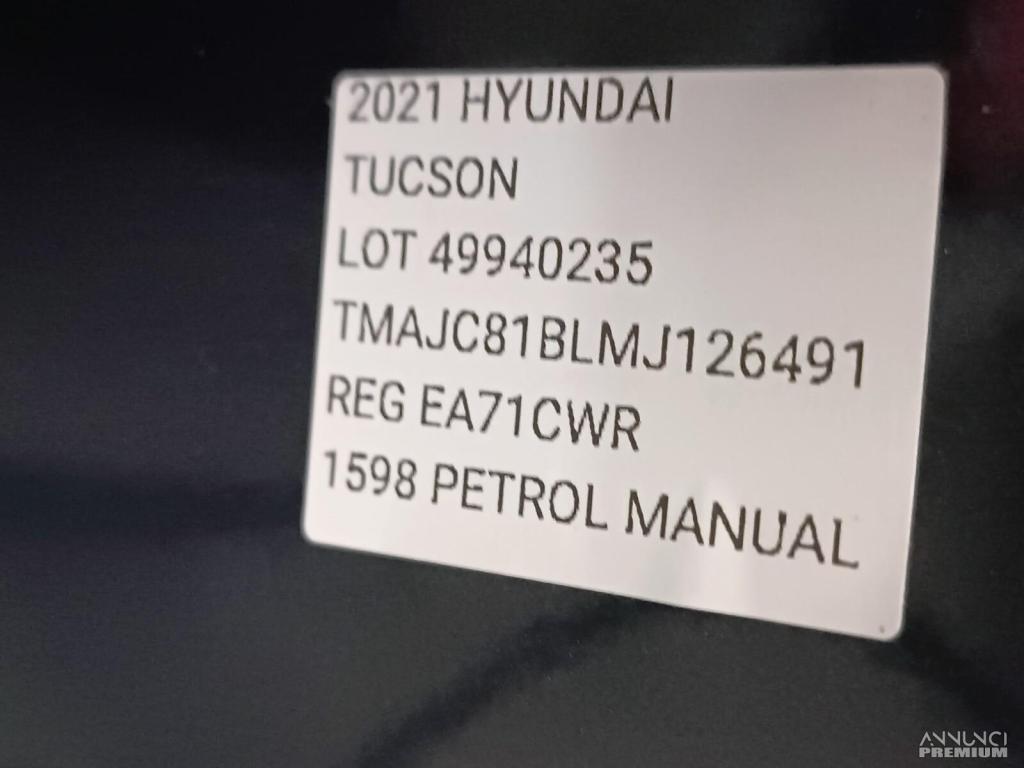 2021 HYUNDAI
TUCSON
LOT 49940235
TMAJC81BLMJ126491
REG EA71CWR
1598 PETROL MANUAL
ANNUNCI
PREMIUM